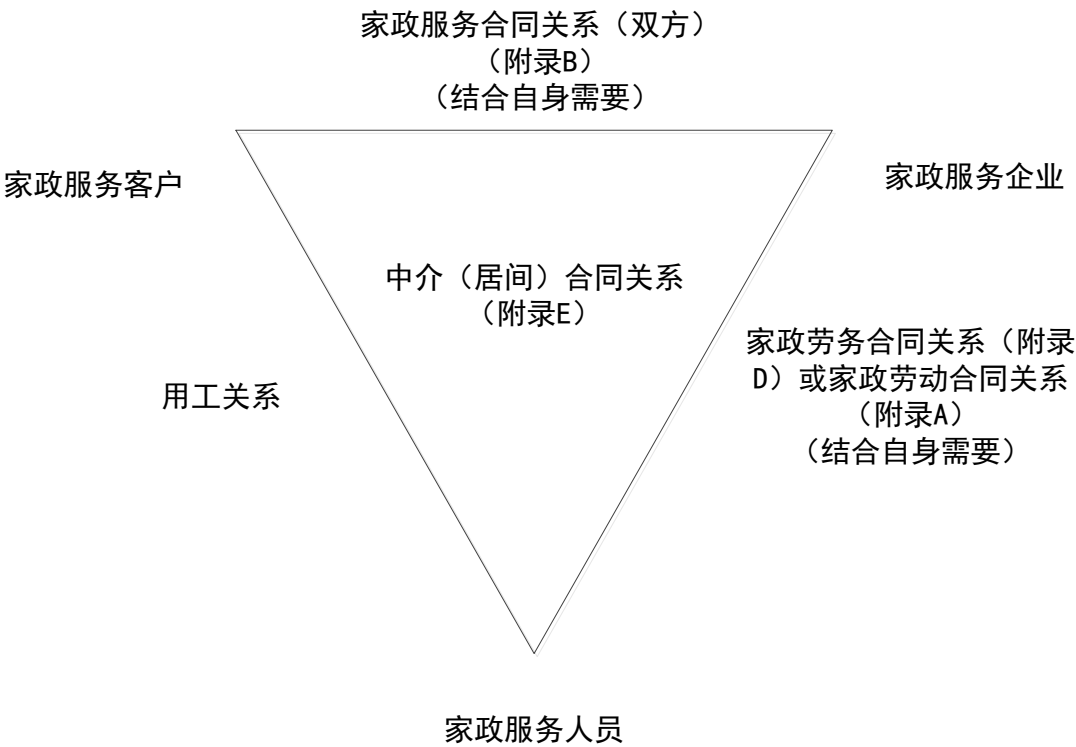 家政服务合同关系（双方）
（附录B）
（结合自身需要）
家政服务客户
家政服务企业
中介（居间）合同关系
（附录E）
家政劳务合同关系（附录
D）或家政劳动合同关系
（附录A）
（结合自身需要）
用工关系
家政服务人员